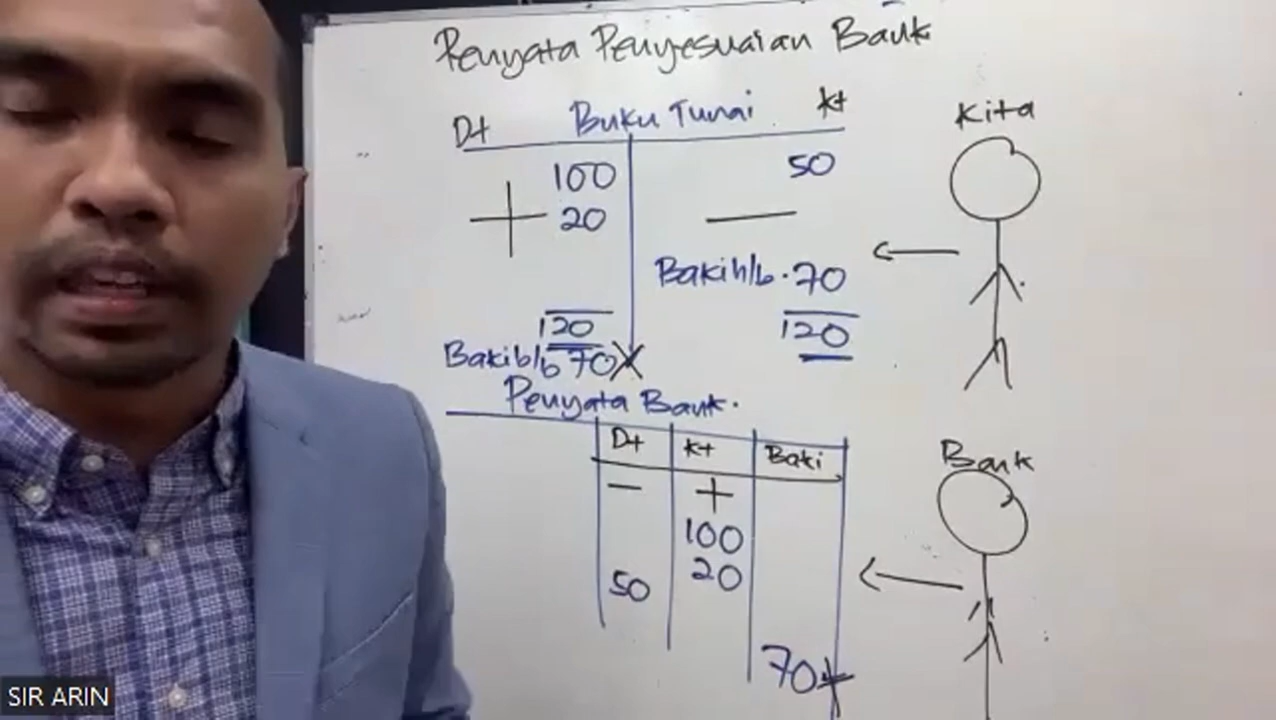 Penyata Penyesuaian Bank
Dt Buku Tunai Kt
100 50
+ 20 —
Baki h/b. 70
120 120
Baki b/b 70
Penyata Bank.
Dt Kt Baki
— +
100
50 20
70
Kita
Bank
SIR ARIN